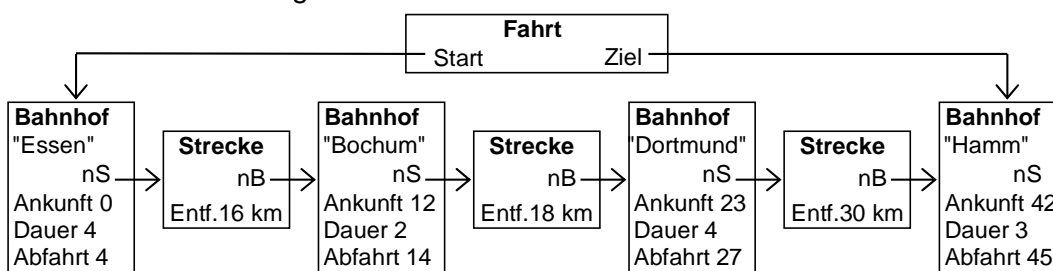 Fahrt
Start Ziel
Bahnhof
"Essen"
nS
Ankunft 0
Dauer 4
Abfahrt 4
Strecke
nB
Entf.16 km
Bahnhof
"Bochum"
nS
Ankunft 12
Dauer 2
Abfahrt 14
Strecke
nB
Entf.18 km
Bahnhof
"Dortmund"
nS
Ankunft 23
Dauer 4
Abfahrt 27
Strecke
nB
Entf.30 km
Bahnhof
"Hamm"
nS
Ankunft 42
Dauer 3
Abfahrt 45